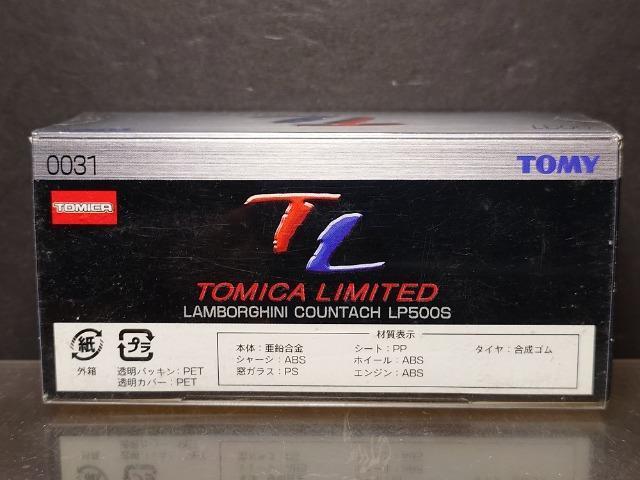 0031
TOMY
TOMICA
TL
TOMICA LIMITED
LAMBORGHINI COUNTACH LP500S
材質表示
紙
プラ
外箱
透明パッキン:PET
透明カバー:PET
本体:亜鉛合金
シャーシ:ABS
窓ガラス:PS
シート:PP
ホイール:ABS
エンジン:ABS
タイヤ:合成ゴム